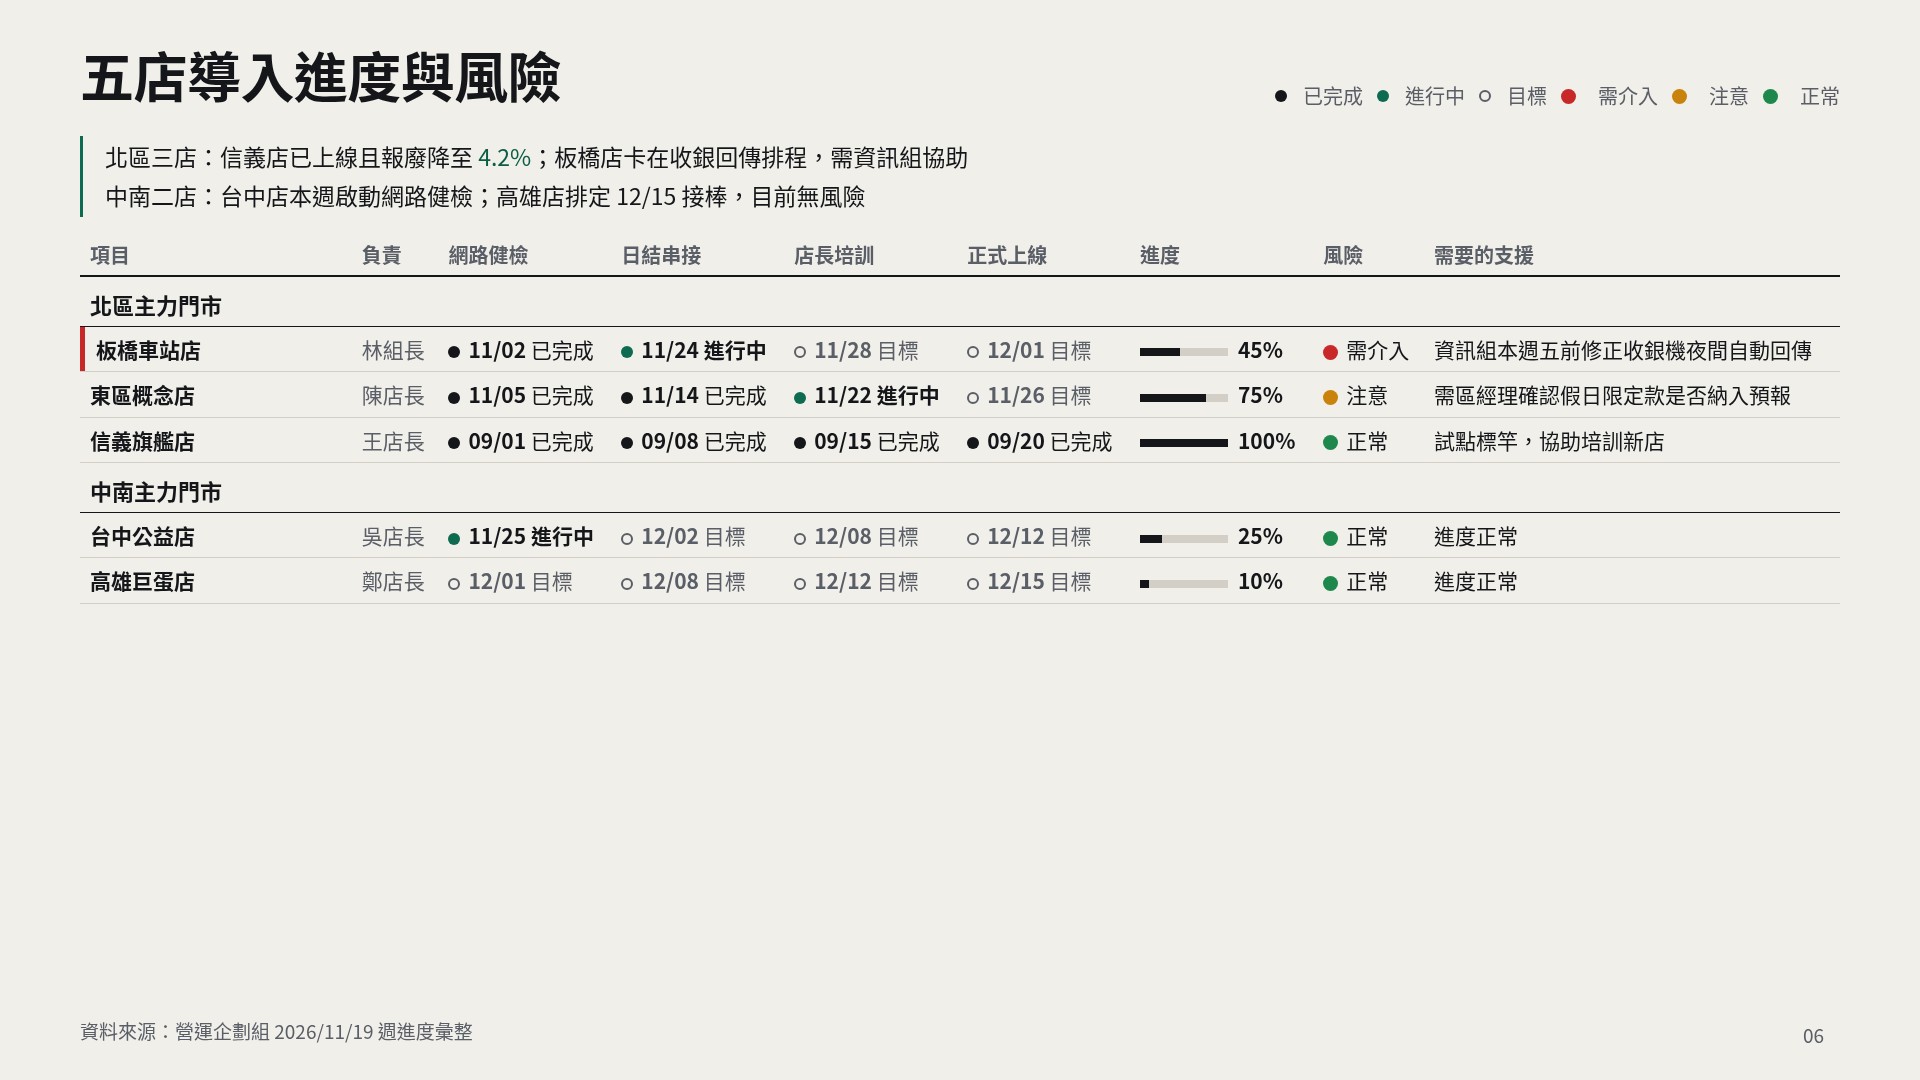 五店導入進度與風險
已完成 進行中 目標 需介入 注意 正常
北區三店：信義店已上線且報廢降至 4.2%；板橋店卡在收銀回傳排程，需資訊組協助
中南二店：台中店本週啟動網路健檢；高雄店排定 12/15 接棒，目前無風險
項目 負責 網路健檢 日結串接 店長培訓 正式上線 進度 風險 需要的支援
北區主力門市
板橋車站店 林組長 11/02 已完成 11/24 進行中 11/28 目標 12/01 目標 45% 需介入 資訊組本週五前修正收銀機夜間自動回傳
東區概念店 陳店長 11/05 已完成 11/14 已完成 11/22 進行中 11/26 目標 75% 注意 需區經理確認假日限定款是否納入預報
信義旗艦店 王店長 09/01 已完成 09/08 已完成 09/15 已完成 09/20 已完成 100% 正常 試點標竿，協助培訓新店
中南主力門市
台中公益店 吳店長 11/25 進行中 12/02 目標 12/08 目標 12/12 目標 25% 正常 進度正常
高雄巨蛋店 鄭店長 12/01 目標 12/08 目標 12/12 目標 12/15 目標 10% 正常 進度正常
資料來源：營運企劃組 2026/11/19 週進度彙整
06